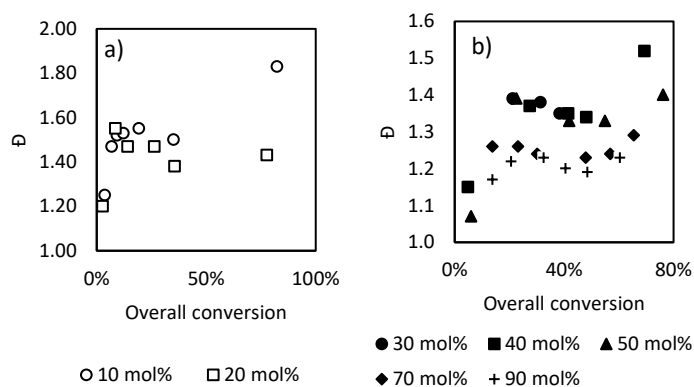 a)
2.00
1.80
1.60
1.40
1.20
1.00
Đ
0%
50%
100%
Overall conversion
10 mol%
20 mol%
b)
1.6
1.5
1.4
1.3
1.2
1.1
1.0
Đ
0%
40%
80%
Overall conversion
30 mol%
40 mol%
50 mol%
70 mol%
90 mol%